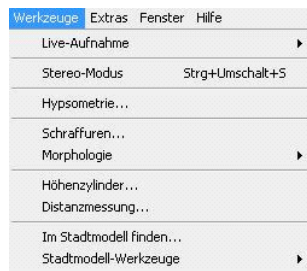 Werkzeuge Extras Fenster Hilfe
Live-Aufnahme
Stereo-Modus Strg+Umschalt+S
Hypsometrie...
Schraffuren...
Morphologie
Höhenzylinder...
Distanzmessung...
Im Stadtmodell finden...
Stadtmodell-Werkzeuge